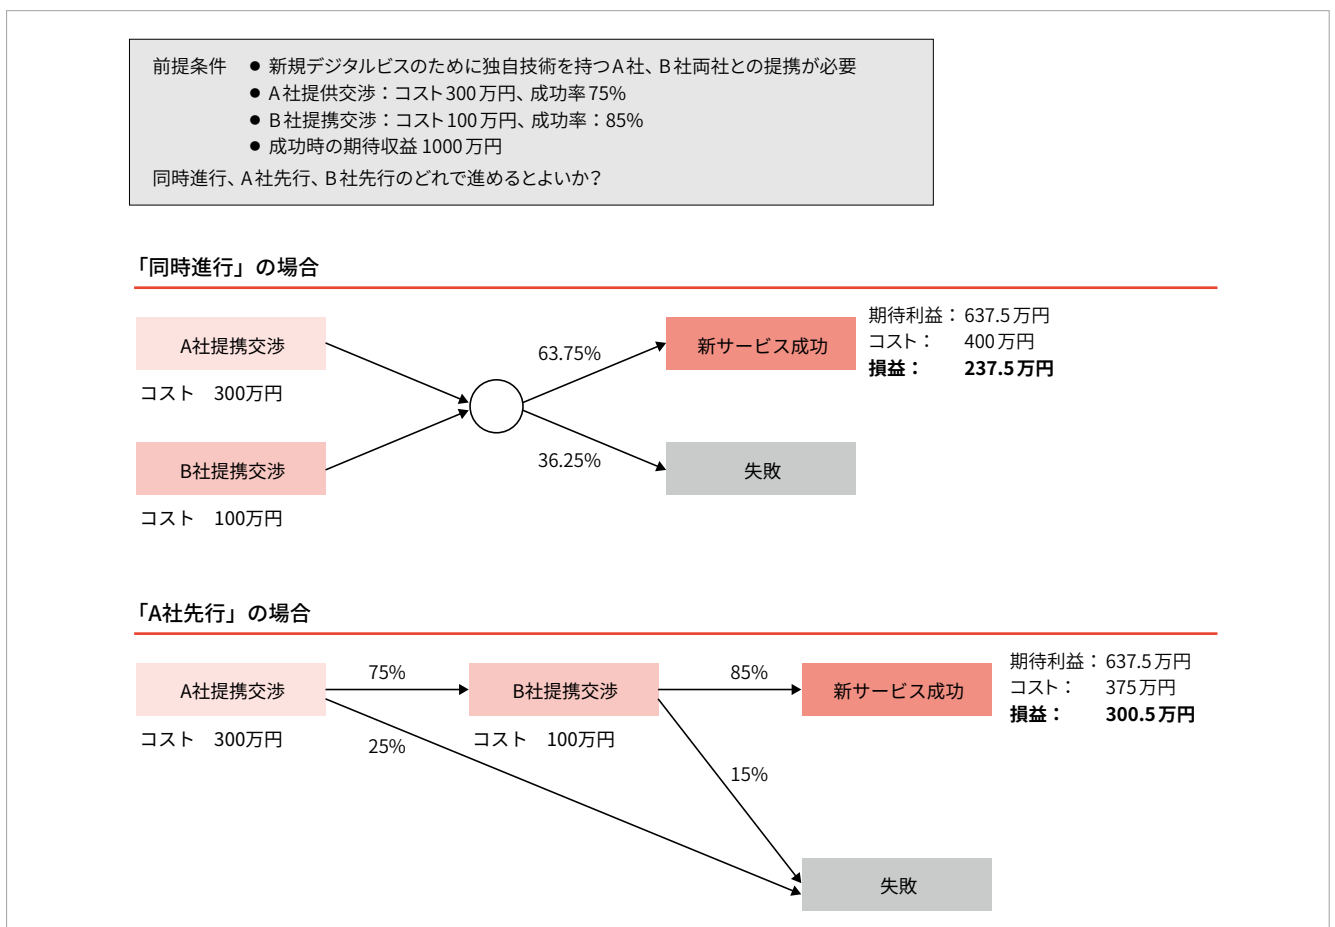 前提条件 ● 新規デジタルビスのために独自技術を持つA社、B社両社との提携が必要
● A社提供交渉：コスト300万円、成功率75%
● B社提携交渉：コスト100万円、成功率：85%
● 成功時の期待収益 1000万円
同時進行、A社先行、B社先行のどれで進めるとよいか？
「同時進行」の場合
A社提携交渉
コスト 300万円
B社提携交渉
コスト 100万円
63.75%
36.25%
新サービス成功
失敗
期待利益：637.5万円
コスト： 400万円
損益： 237.5万円
「A社先行」の場合
A社提携交渉
コスト 300万円
75%
25%
B社提携交渉
コスト 100万円
85%
15%
新サービス成功
失敗
期待利益：637.5万円
コスト： 375万円
損益： 300.5万円